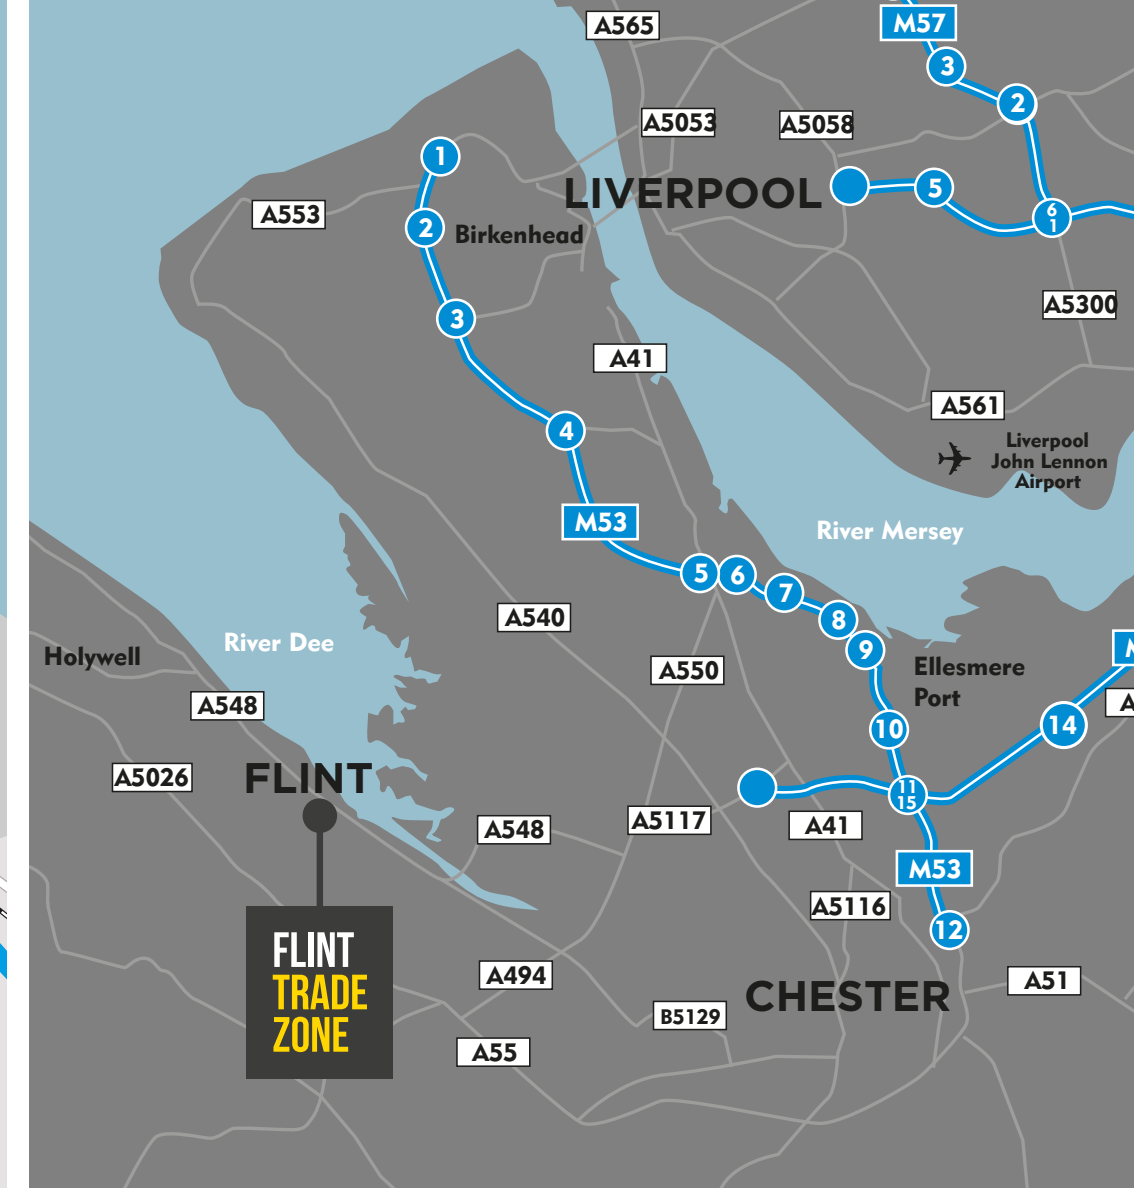 A565
M57
3
2
A5053
A5058
1
LIVERPOOL
5
A553
6
1
2
Birkenhead
A5300
3
A41
A561
4
Liverpool
John Lennon
Airport
M53
River Mersey
5
6
7
A540
8
River Dee
9
Holywell
Ellesmere
Port
A550
A548
10
14
FLINT
A5026
11
15
A5117
A41
A548
M53
A5116
12
FLINT
TRADE
ZONE
A494
A51
CHESTER
B5129
A55